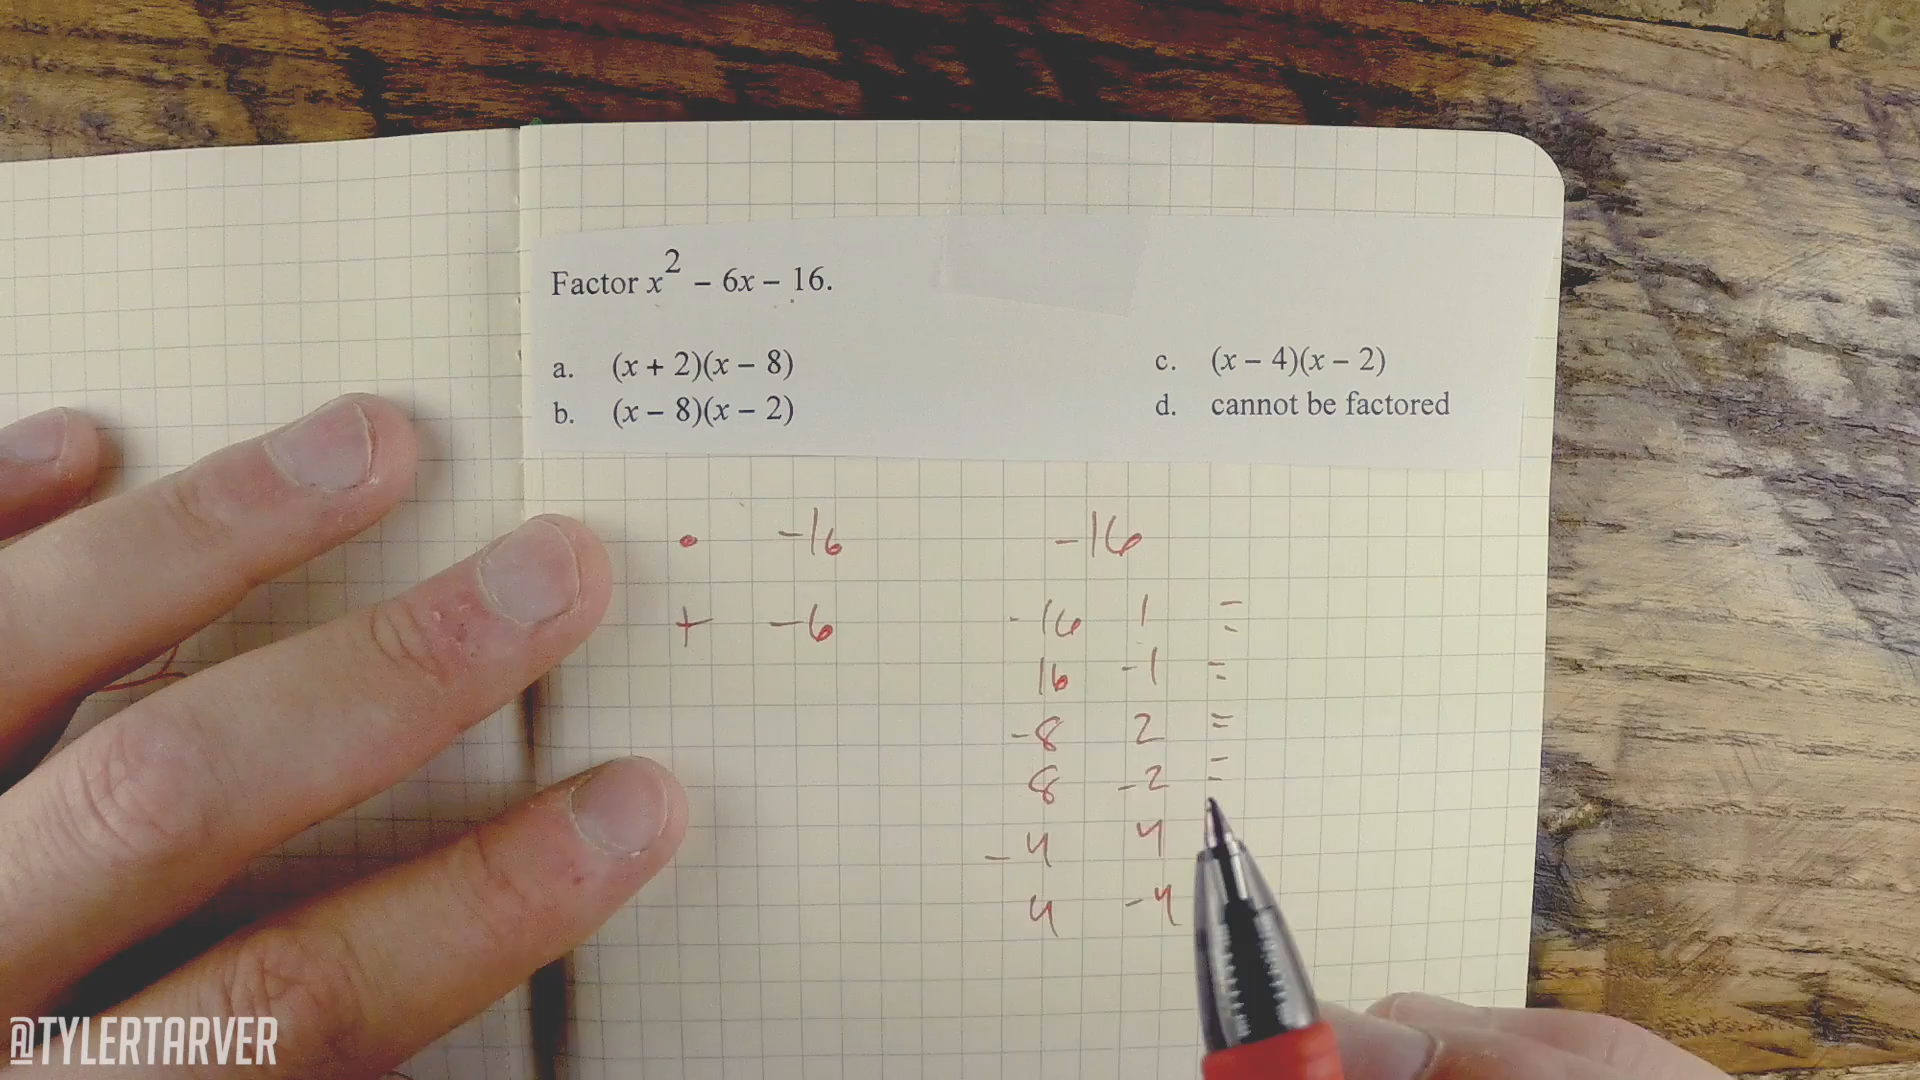 Factor x² – 6x – 16.
a. (x + 2)(x – 8)
b. (x – 8)(x – 2)
c. (x – 4)(x – 2)
d. cannot be factored
• -16
+ -6
-16
-16 1 =
16 -1 =
-8 2 =
8 -2 =
-4 4
4 -4
@TYLERTARVER